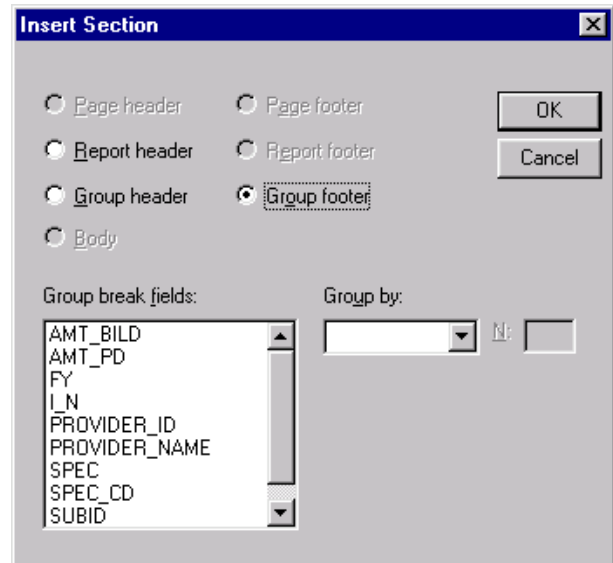 Insert Section
Page header
Page footer
OK
Report header
Report footer
Cancel
Group header
Group footer
Body
Group break fields:
Group by:
AMT_BILD
N:
AMT_PD
FY
I_N
PROVIDER_ID
PROVIDER_NAME
SPEC
SPEC_CD
SUBID